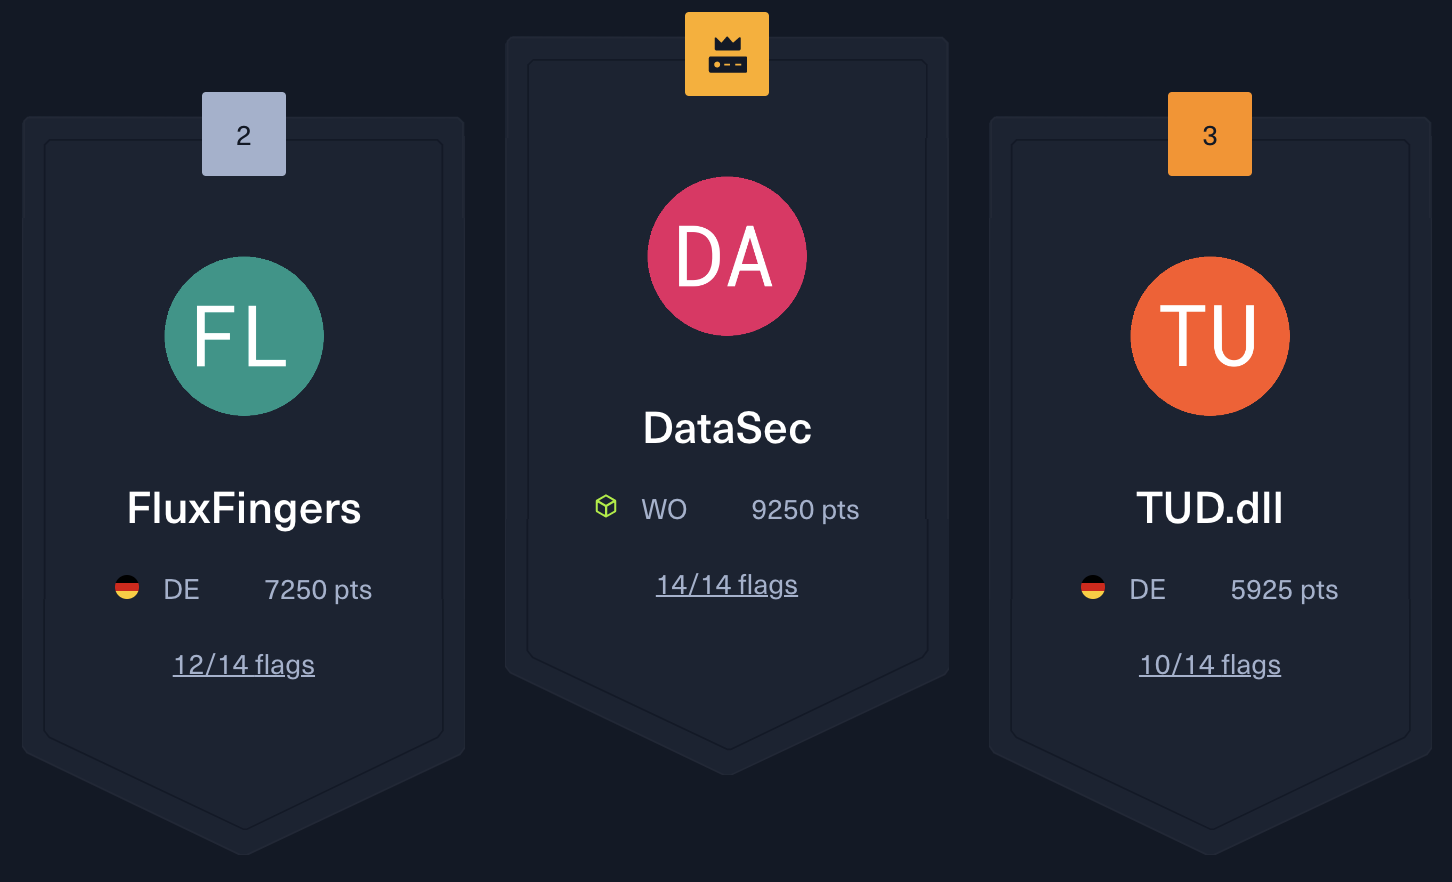 2
FL
FluxFingers
DE 7250 pts
12/14 flags
DA
DataSec
WO 9250 pts
14/14 flags
3
TU
TUD.dll
DE 5925 pts
10/14 flags